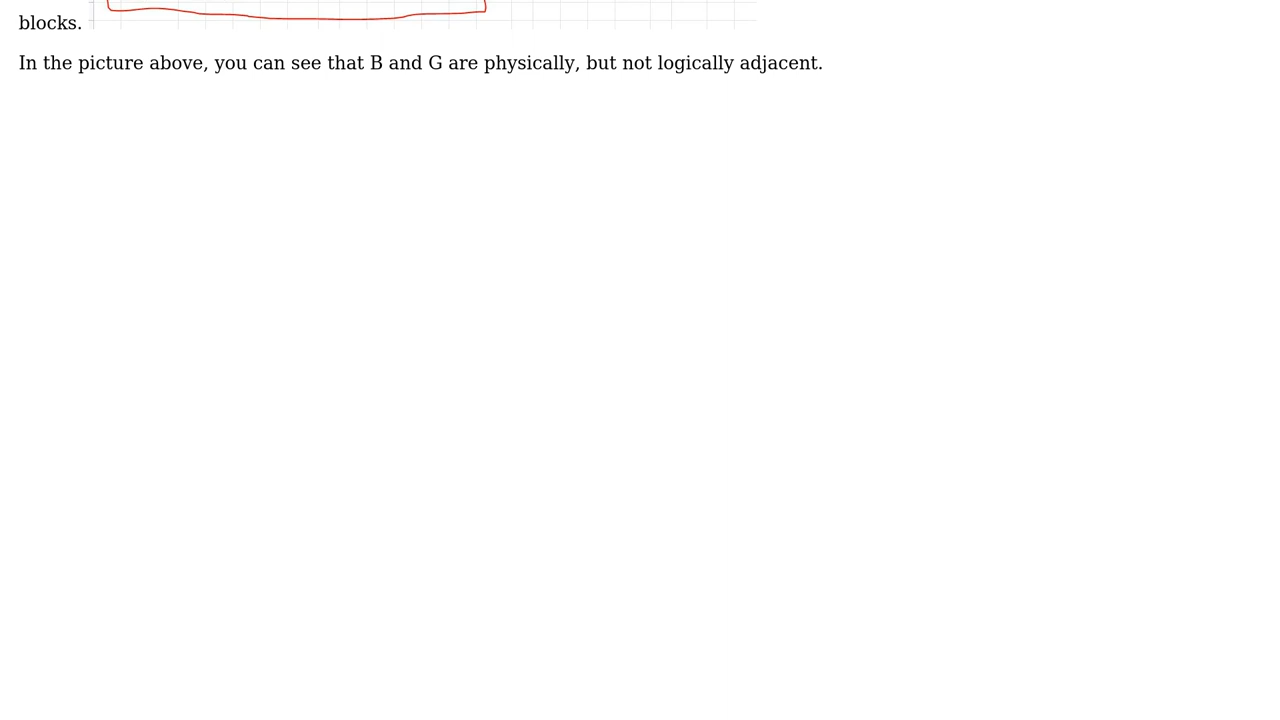 blocks.
In the picture above, you can see that B and G are physically, but not logically adjacent.